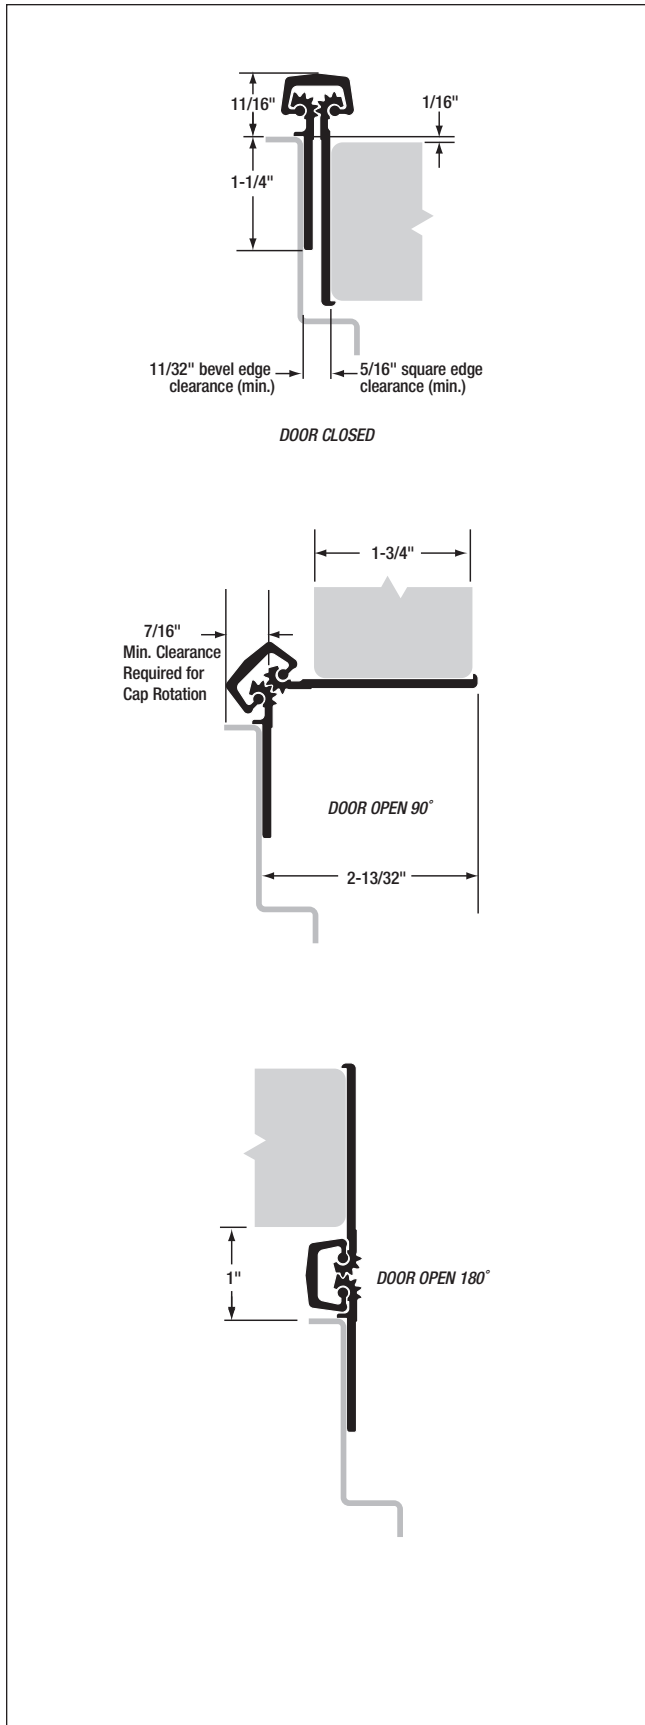 11/16"
1/16"
1-1/4"
11/32" bevel edge
clearance (min.)
5/16" square edge
clearance (min.)
DOOR CLOSED
1-3/4"
7/16"
Min. Clearance
Required for
Cap Rotation
DOOR OPEN 90°
2-13/32"
1"
DOOR OPEN 180°